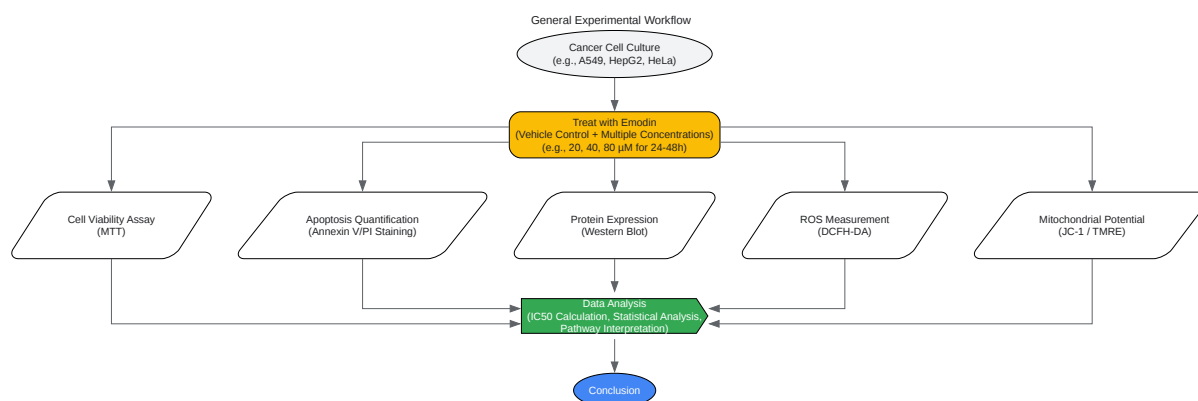 General Experimental Workflow
Cancer Cell Culture
(e.g., A549, HepG2, HeLa)
Treat with Emodin
(Vehicle Control + Multiple Concentrations)
(e.g., 20, 40, 80 µM for 24-48h)
Cell Viability Assay
(MTT)
Apoptosis Quantification
(Annexin V/PI Staining)
Protein Expression
(Western Blot)
ROS Measurement
(DCFH-DA)
Mitochondrial Potential
(JC-1 / TMRE)
Data Analysis
(IC50 Calculation, Statistical Analysis,
Pathway Interpretation)
Conclusion